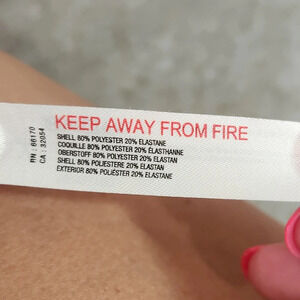 KEEP AWAY FROM FIRE
SHELL 80% POLYESTER 20% ELASTANE
COQUILLE 80% POLYESTER 20% ÉLASTHANNE
OBERSTOFF 80% POLYESTER 20% ELASTAN
SHELL 80% POLIESTERE 20% ELASTAN
EXTERIOR 80% POLIÉSTER 20% ELASTANO
RN : 66170
CA : 32054